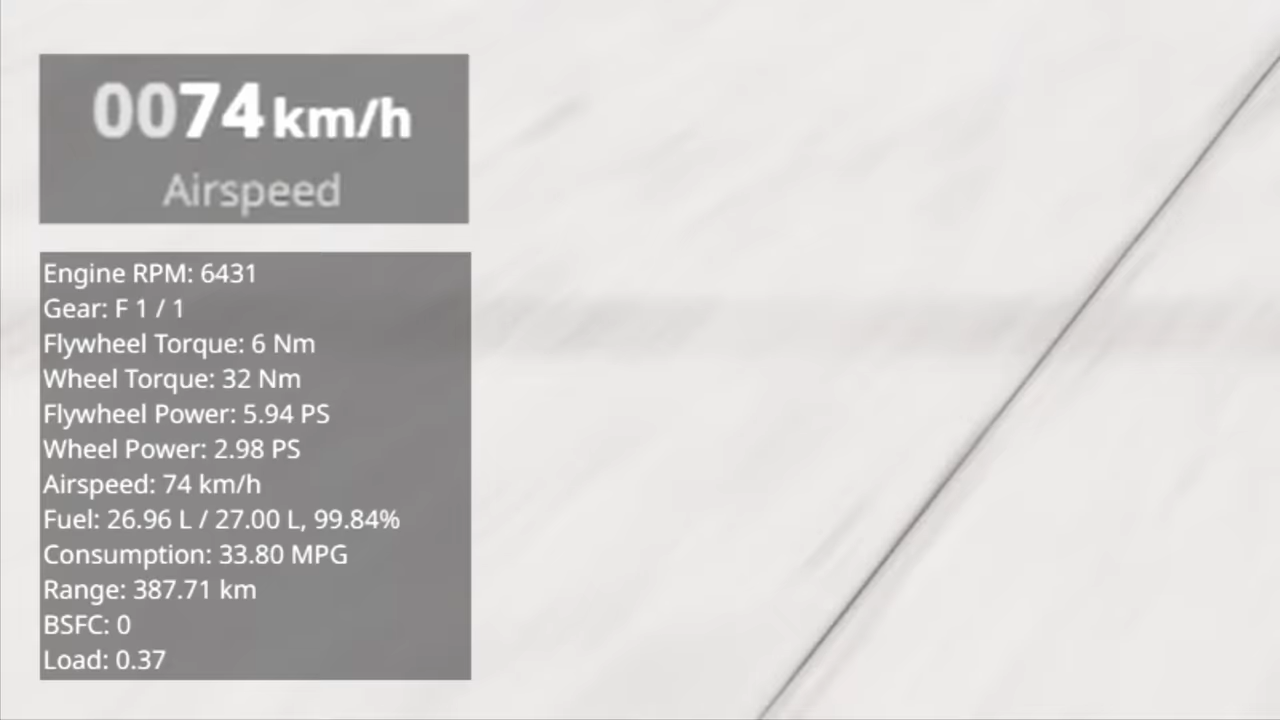 0074 km/h
Airspeed
Engine RPM: 6431
Gear: F 1 / 1
Flywheel Torque: 6 Nm
Wheel Torque: 32 Nm
Flywheel Power: 5.94 PS
Wheel Power: 2.98 PS
Airspeed: 74 km/h
Fuel: 26.96 L / 27.00 L, 99.84%
Consumption: 33.80 MPG
Range: 387.71 km
BSFC: 0
Load: 0.37